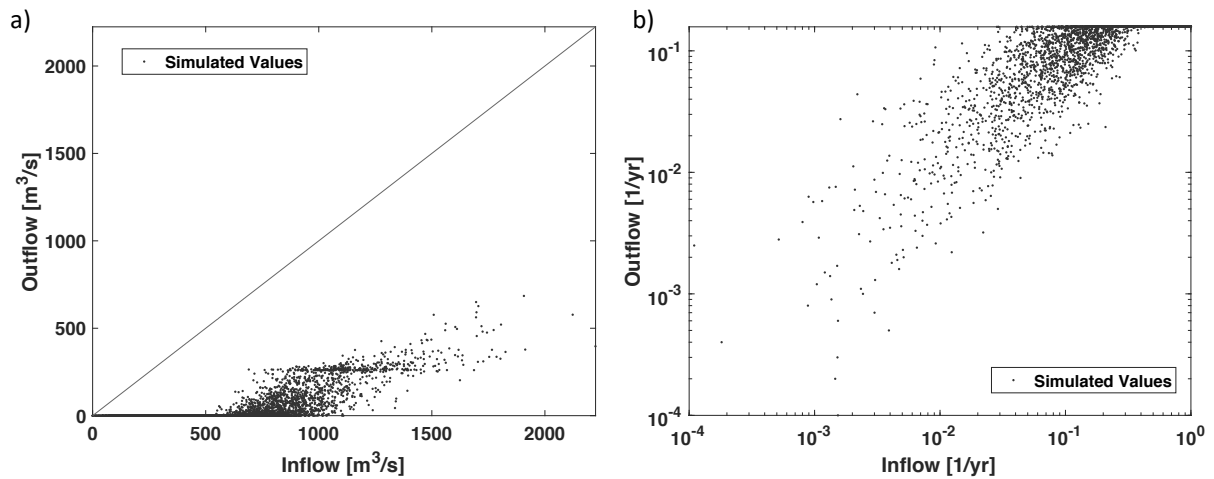 a)
2000
1500
1000
500
0
Outflow [m³/s]
Simulated Values
0 500 1000 1500 2000
Inflow [m³/s]
b)
10⁻¹
10⁻²
10⁻³
10⁻⁴
Outflow [1/yr]
Simulated Values
10⁻⁴ 10⁻³ 10⁻² 10⁻¹ 10⁰
Inflow [1/yr]